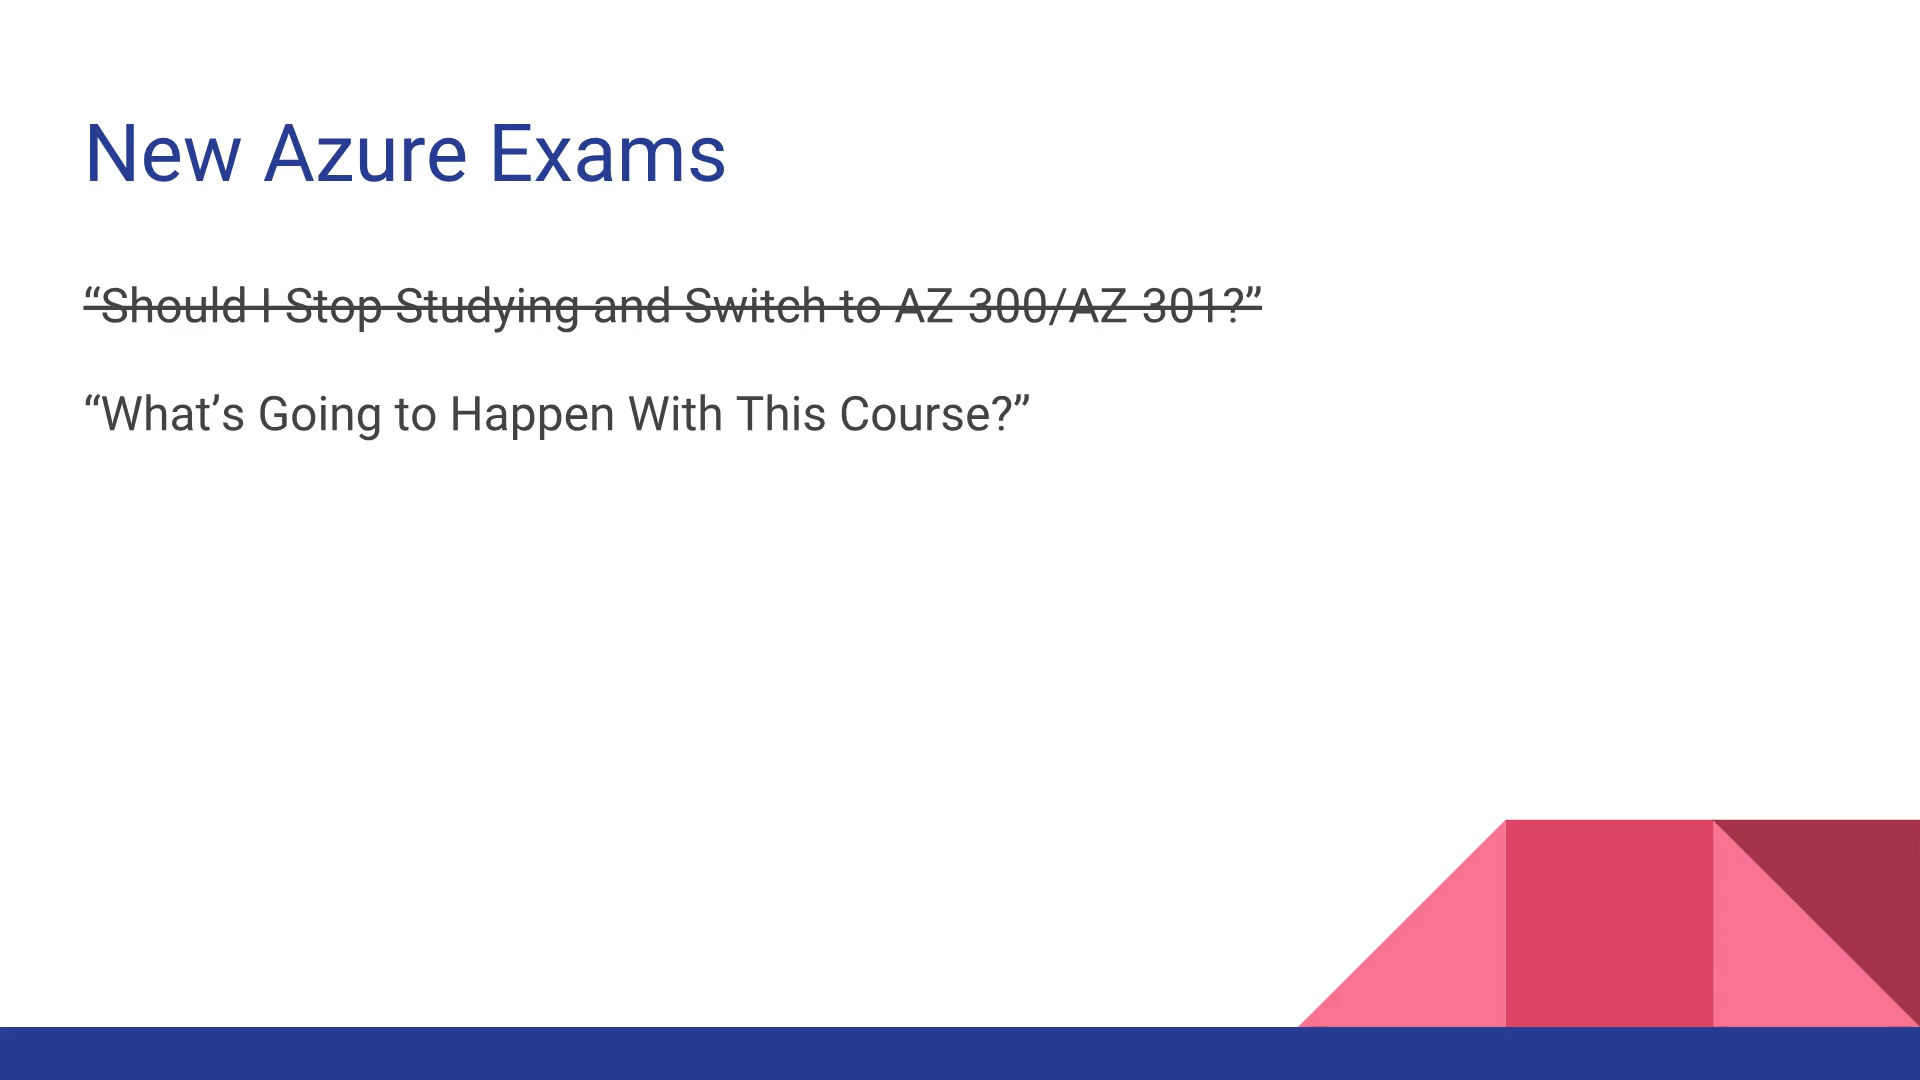 New Azure Exams
“Should I Stop Studying and Switch to AZ-300/AZ-301?”
“What’s Going to Happen With This Course?”